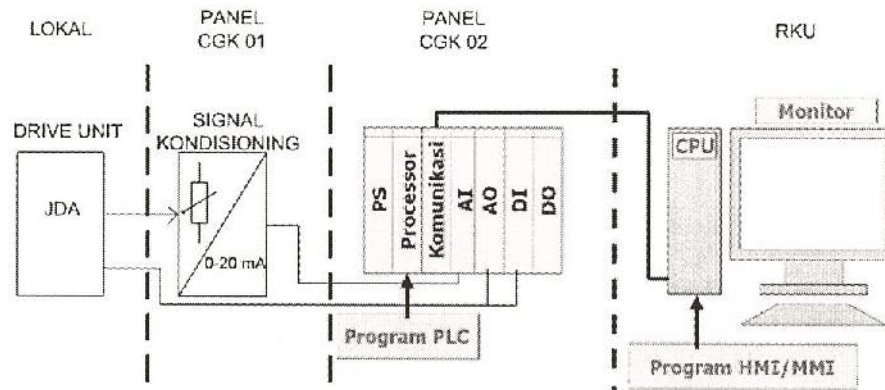 LOKAL
PANEL
CGK 01
PANEL
CGK 02
RKU
DRIVE UNIT
JDA
SIGNAL
KONDISIONING
0-20 mA
PS
Processor
Komunikasi
AI
AO
DI
DO
Program PLC
CPU
Monitor
Program HMI/MMI